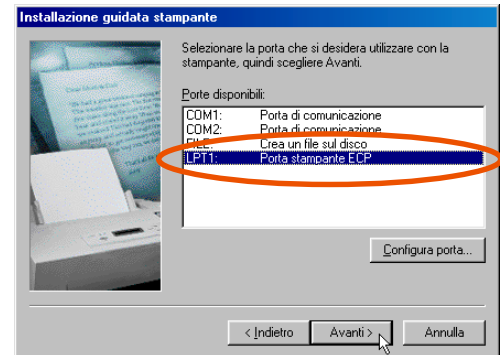 Installazione guidata stampante
Selezionare la porta che si desidera utilizzare con la
stampante, quindi scegliere Avanti.
Porte disponibili:
COM1: Porta di comunicazione
COM2: Porta di comunicazione
FILE: Crea un file sul disco
LPT1: Porta stampante ECP
Configura porta...
< Indietro
Avanti >
Annulla